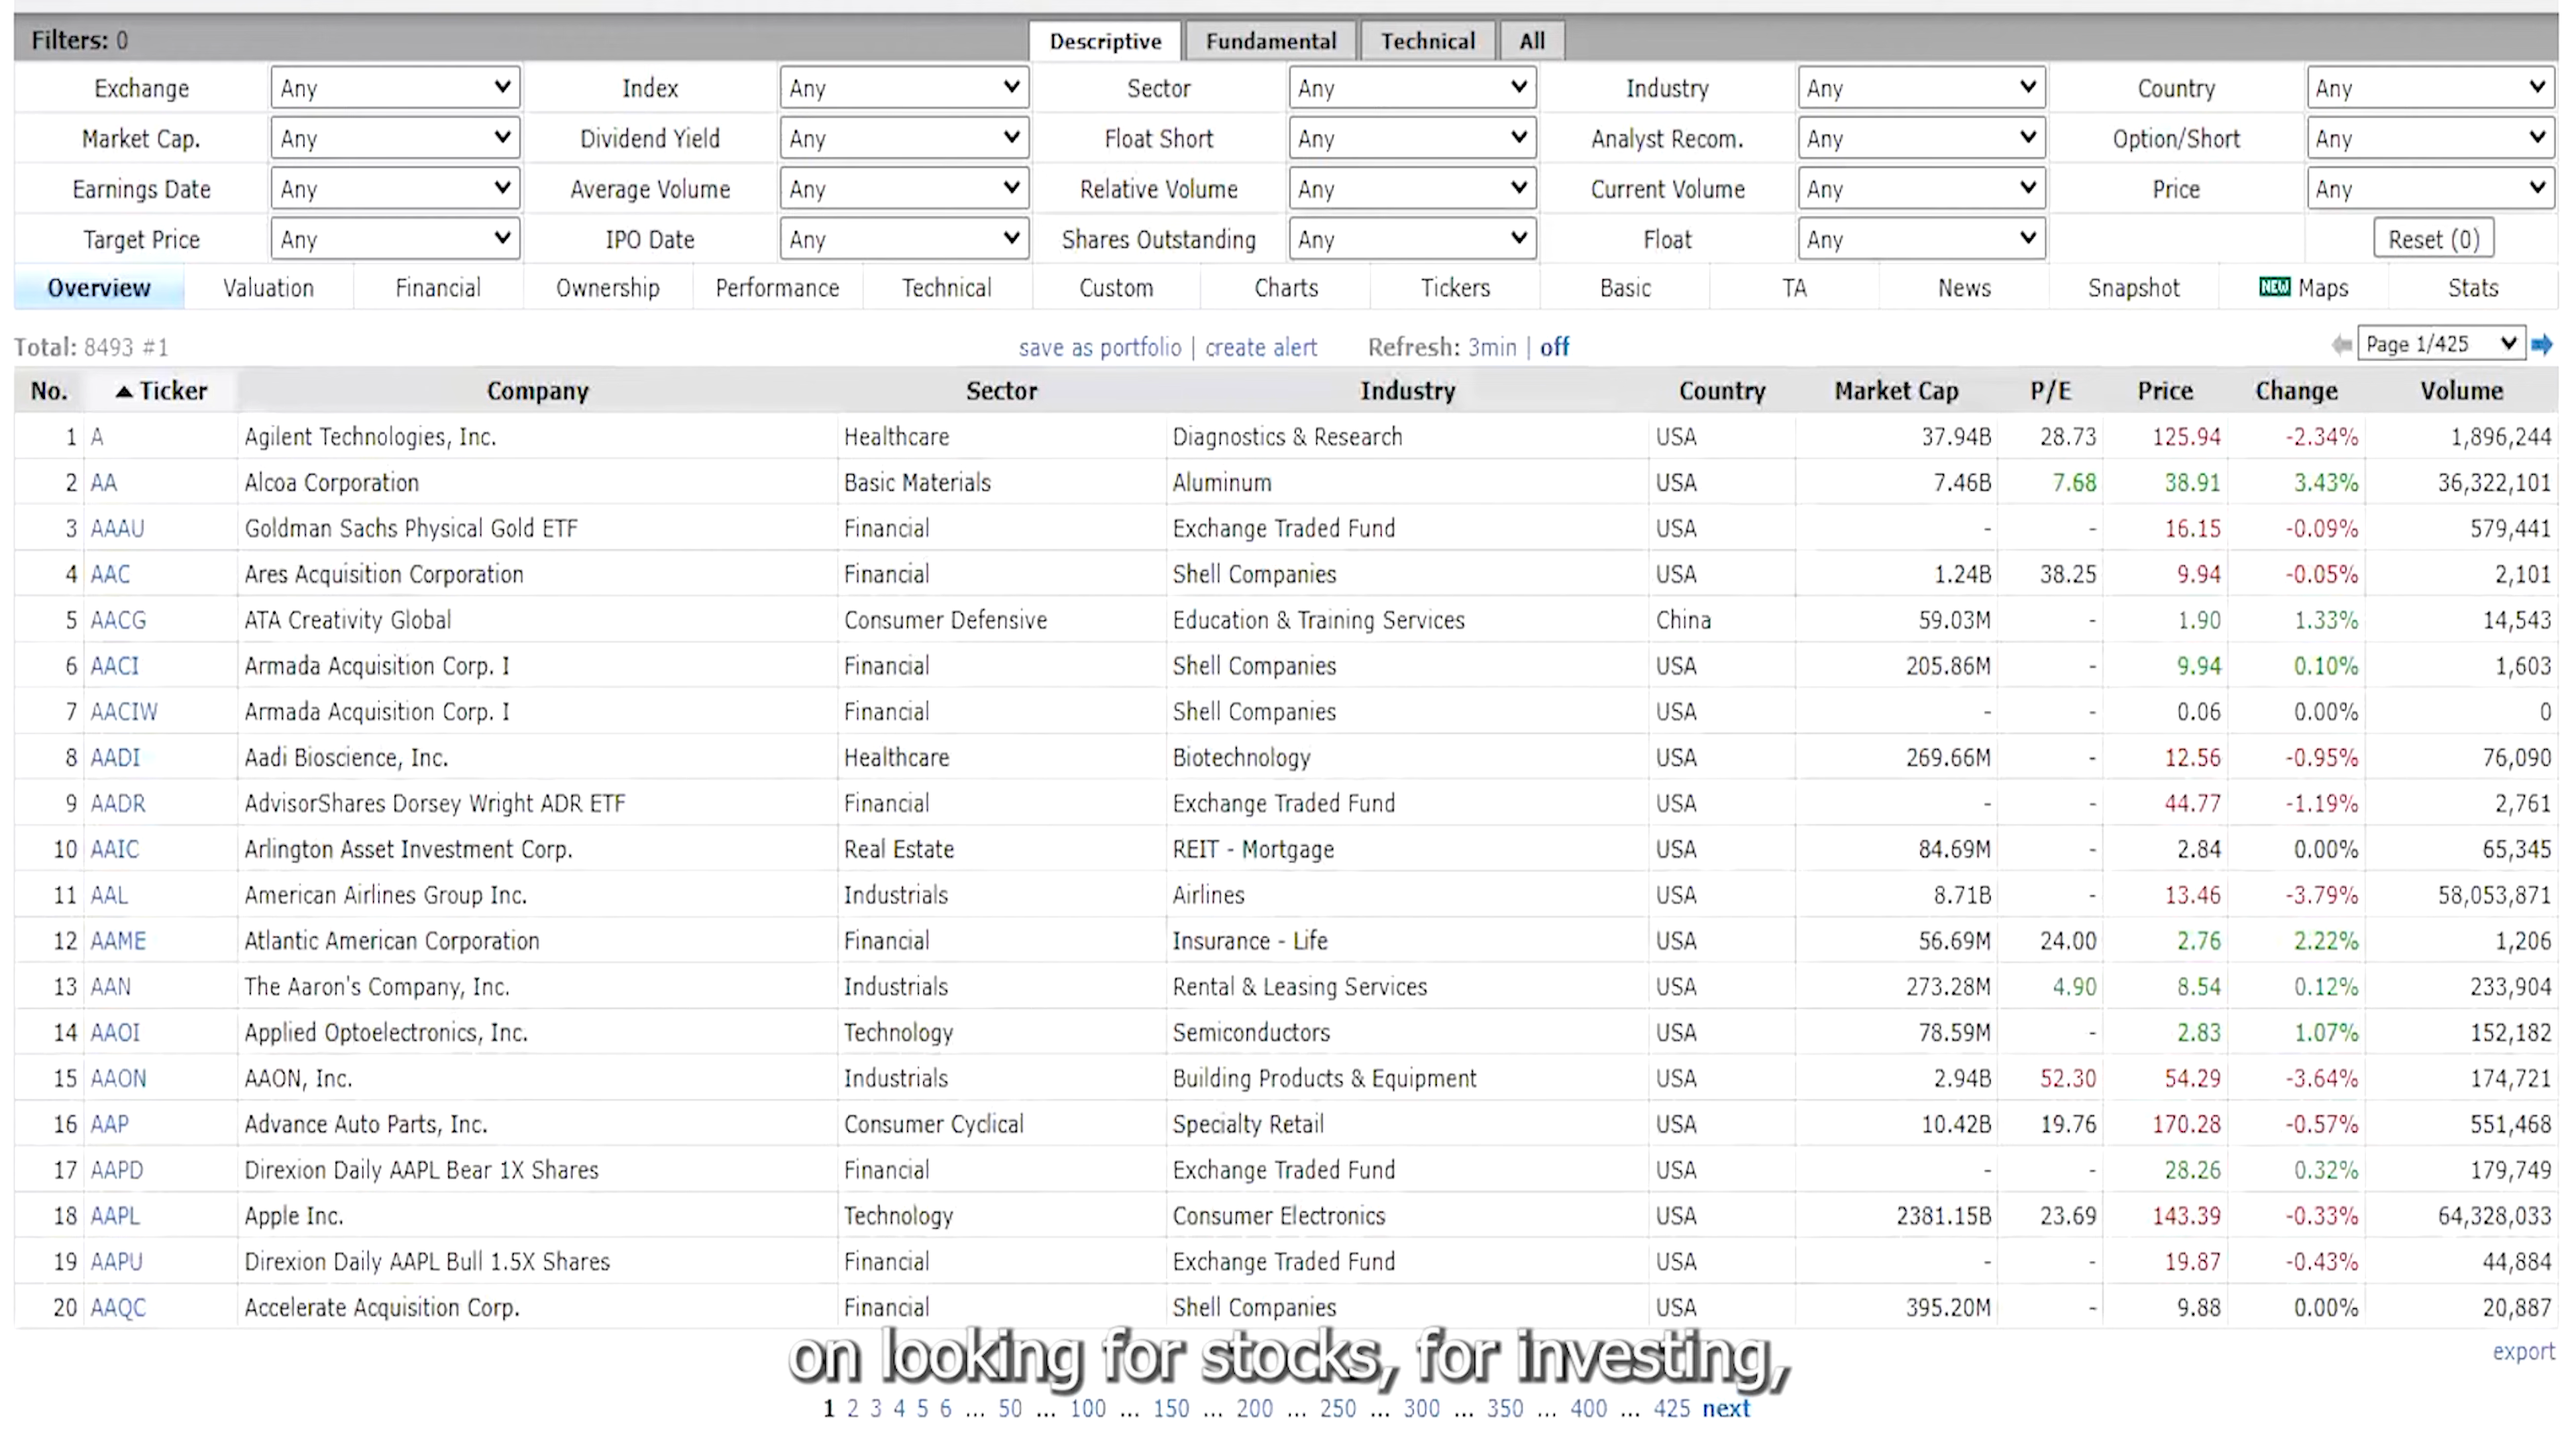 Filters: 0 Descriptive Fundamental Technical All
Exchange Any Index Any Sector Any Industry Any Country Any
Market Cap. Any Dividend Yield Any Float Short Any Analyst Recom. Any Option/Short Any
Earnings Date Any Average Volume Any Relative Volume Any Current Volume Any Price Any
Target Price Any IPO Date Any Shares Outstanding Any Float Any Reset (0)
Overview Valuation Financial Ownership Performance Technical Custom Charts Tickers Basic TA News Snapshot NEW Maps Stats
Total: 8493 #1 save as portfolio | create alert Refresh: 3min | off Page 1/425
No. ▲ Ticker Company Sector Industry Country Market Cap P/E Price Change Volume
1 A Agilent Technologies, Inc. Healthcare Diagnostics & Research USA 37.94B 28.73 125.94 -2.34% 1,896,244
2 AA Alcoa Corporation Basic Materials Aluminum USA 7.46B 7.68 38.91 3.43% 36,322,101
3 AAAU Goldman Sachs Physical Gold ETF Financial Exchange Traded Fund USA - - 16.15 -0.09% 579,441
4 AAC Ares Acquisition Corporation Financial Shell Companies USA 1.24B 38.25 9.94 -0.05% 2,101
5 AACG ATA Creativity Global Consumer Defensive Education & Training Services China 59.03M - 1.90 1.33% 14,543
6 AACI Armada Acquisition Corp. I Financial Shell Companies USA 205.86M - 9.94 0.10% 1,603
7 AACIW Armada Acquisition Corp. I Financial Shell Companies USA - - 0.06 0.00% 0
8 AADI Aadi Bioscience, Inc. Healthcare Biotechnology USA 269.66M - 12.56 -0.95% 76,090
9 AADR AdvisorShares Dorsey Wright ADR ETF Financial Exchange Traded Fund USA - - 44.77 -1.19% 2,761
10 AAIC Arlington Asset Investment Corp. Real Estate REIT - Mortgage USA 84.69M - 2.84 0.00% 65,345
11 AAL American Airlines Group Inc. Industrials Airlines USA 8.71B - 13.46 -3.79% 58,053,871
12 AAME Atlantic American Corporation Financial Insurance - Life USA 56.69M 24.00 2.76 2.22% 1,206
13 AAN The Aaron's Company, Inc. Industrials Rental & Leasing Services USA 273.28M 4.90 8.54 0.12% 233,904
14 AAOI Applied Optoelectronics, Inc. Technology Semiconductors USA 78.59M - 2.83 1.07% 152,182
15 AAON AAON, Inc. Industrials Building Products & Equipment USA 2.94B 52.30 54.29 -3.64% 174,721
16 AAP Advance Auto Parts, Inc. Consumer Cyclical Specialty Retail USA 10.42B 19.76 170.28 -0.57% 551,468
17 AAPD Direxion Daily AAPL Bear 1X Shares Financial Exchange Traded Fund USA - - 28.26 0.32% 179,749
18 AAPL Apple Inc. Technology Consumer Electronics USA 2381.15B 23.69 143.39 -0.33% 64,328,033
19 AAPU Direxion Daily AAPL Bull 1.5X Shares Financial Exchange Traded Fund USA - - 19.87 -0.43% 44,884
20 AAQC Accelerate Acquisition Corp. Financial Shell Companies USA 395.20M - 9.88 0.00% 20,887
on looking for stocks, for investing,
export
1 2 3 4 5 6 ... 50 ... 100 ... 150 ... 200 ... 250 ... 300 ... 350 ... 400 ... 425 next